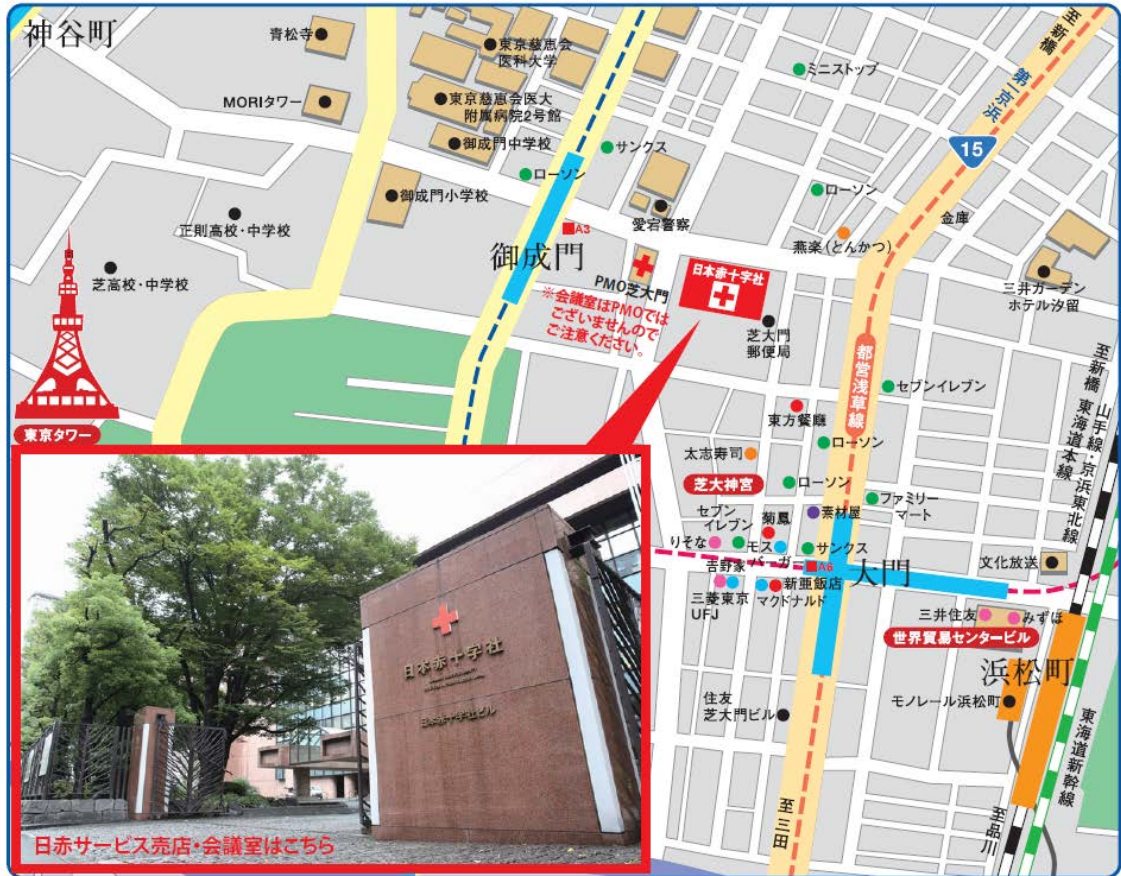 神谷町
青松寺
東京慈恵会
医科大学
MORIタワー
東京慈恵会医大
附属病院2号館
御成門中学校
サンクス
ローソン
御成門小学校
正則高校・中学校
芝高校・中学校
東京タワー
A3
御成門
愛宕警察
PMO芝大門
※会議室はPMOでは
ございませんので
ご注意ください。
日本赤十字社
芝大門
郵便局
ミニストップ
至新橋
第一京浜
15
ローソン
金庫
燕楽(とんかつ)
三井ガーデン
ホテル汐留
都営浅草線
セブンイレブン
至新橋
東海道本線
山手線・京浜東北線
東方餐廳
ローソン
太志寿司
芝大神宮
ローソン
ファミリー
マート
素材屋
セブン
イレブン
菊鳳
りそな
モス
バーガ
サンクス
A6
大門
文化放送
吉野家
新亜飯店
三菱東京
UFJ
マクドナルド
三井住友
みずほ
世界貿易センタービル
浜松町
モノレール浜松町
住友
芝大門ビル
至三田
至品川
東海道新幹線
日本赤十字社
日本赤十字社ビル
日赤サービス売店・会議室はこちら